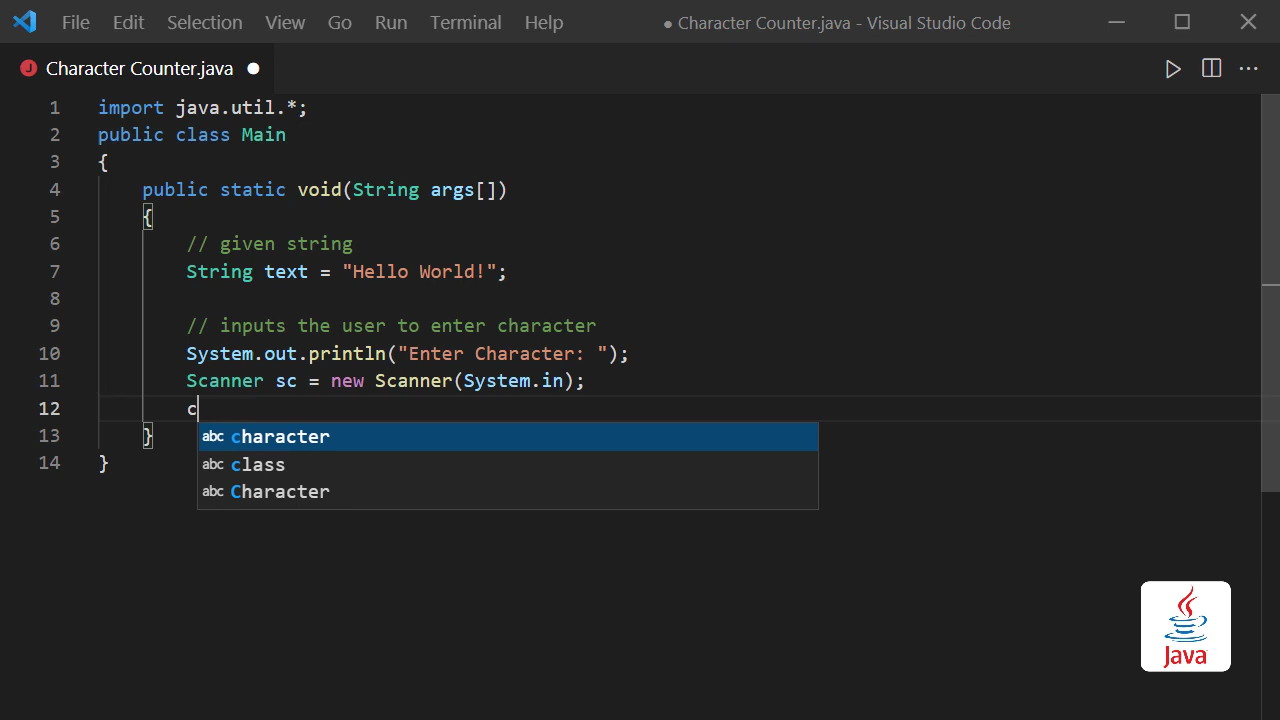 File Edit Selection View Go Run Terminal Help ● Character Counter.java - Visual Studio Code
J Character Counter.java ●
1 import java.util.*;
2 public class Main
3 {
4 public static void(String args[])
5 {
6 // given string
7 String text = "Hello World!";
8
9 // inputs the user to enter character
10 System.out.println("Enter Character: ");
11 Scanner sc = new Scanner(System.in);
12 c
abc character
13 }
abc class
14 }
abc Character
Java